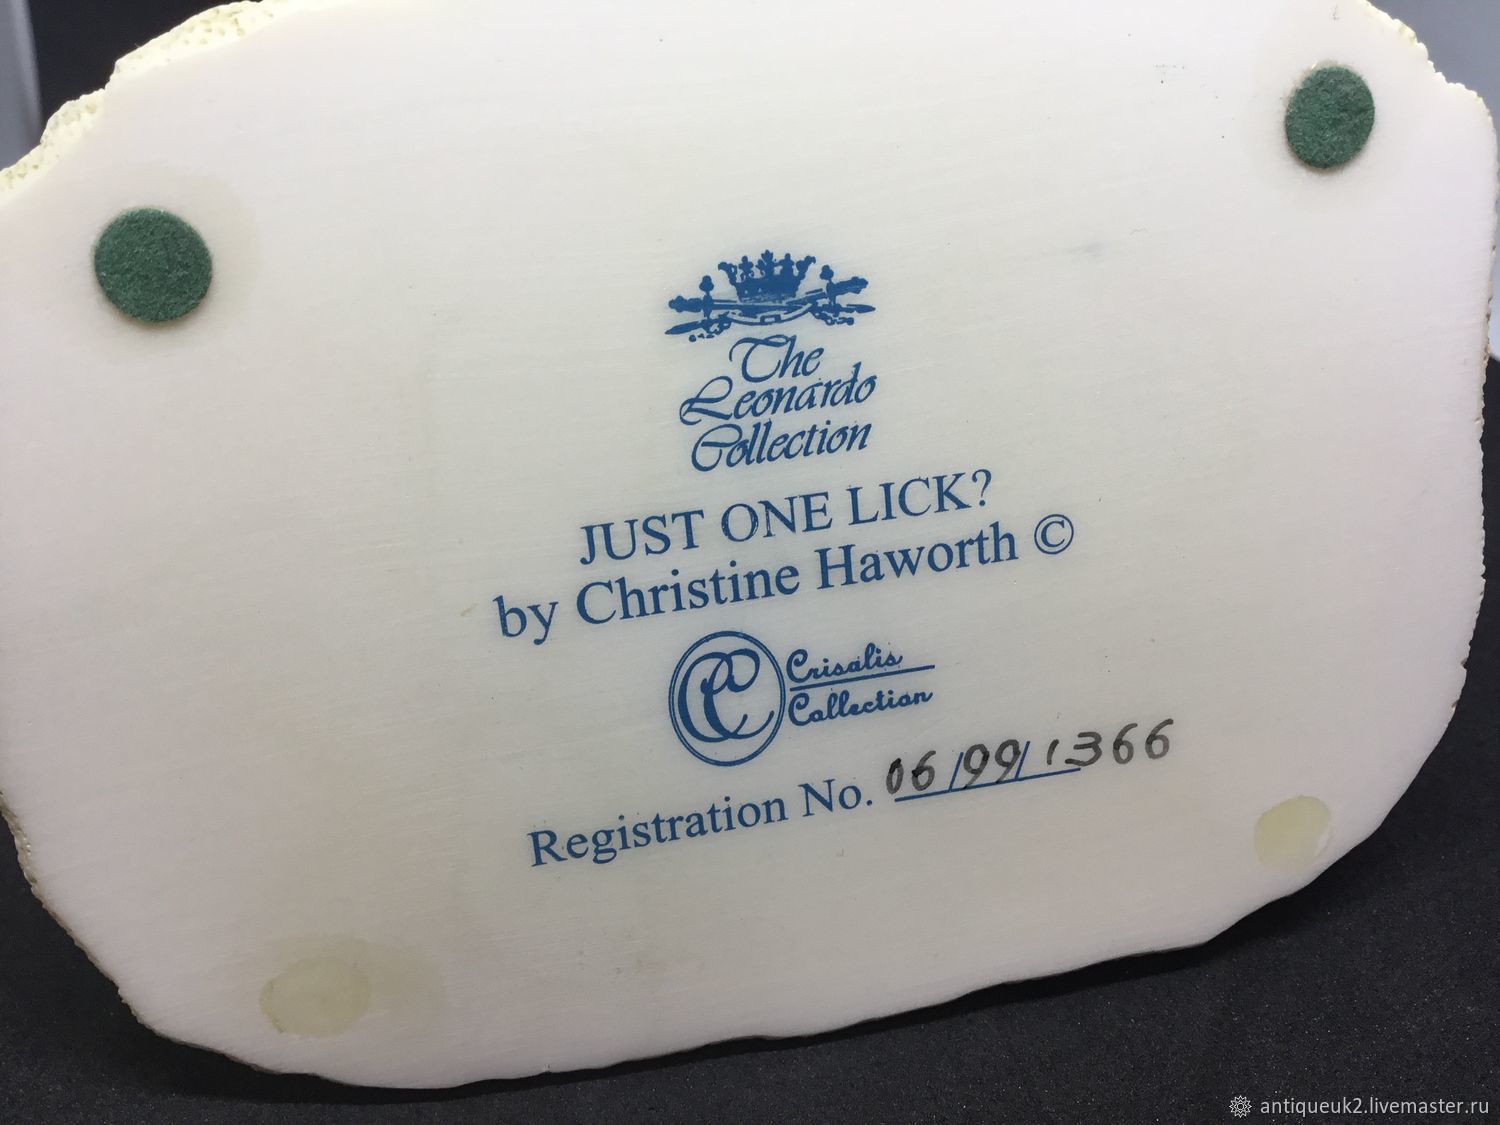 The
Leonardo
Collection
JUST ONE LICK?
by Christine Haworth ©
CC
Crisalis
Collection
Registration No. 06/99/1366
antiqueuk2.livemaster.ru